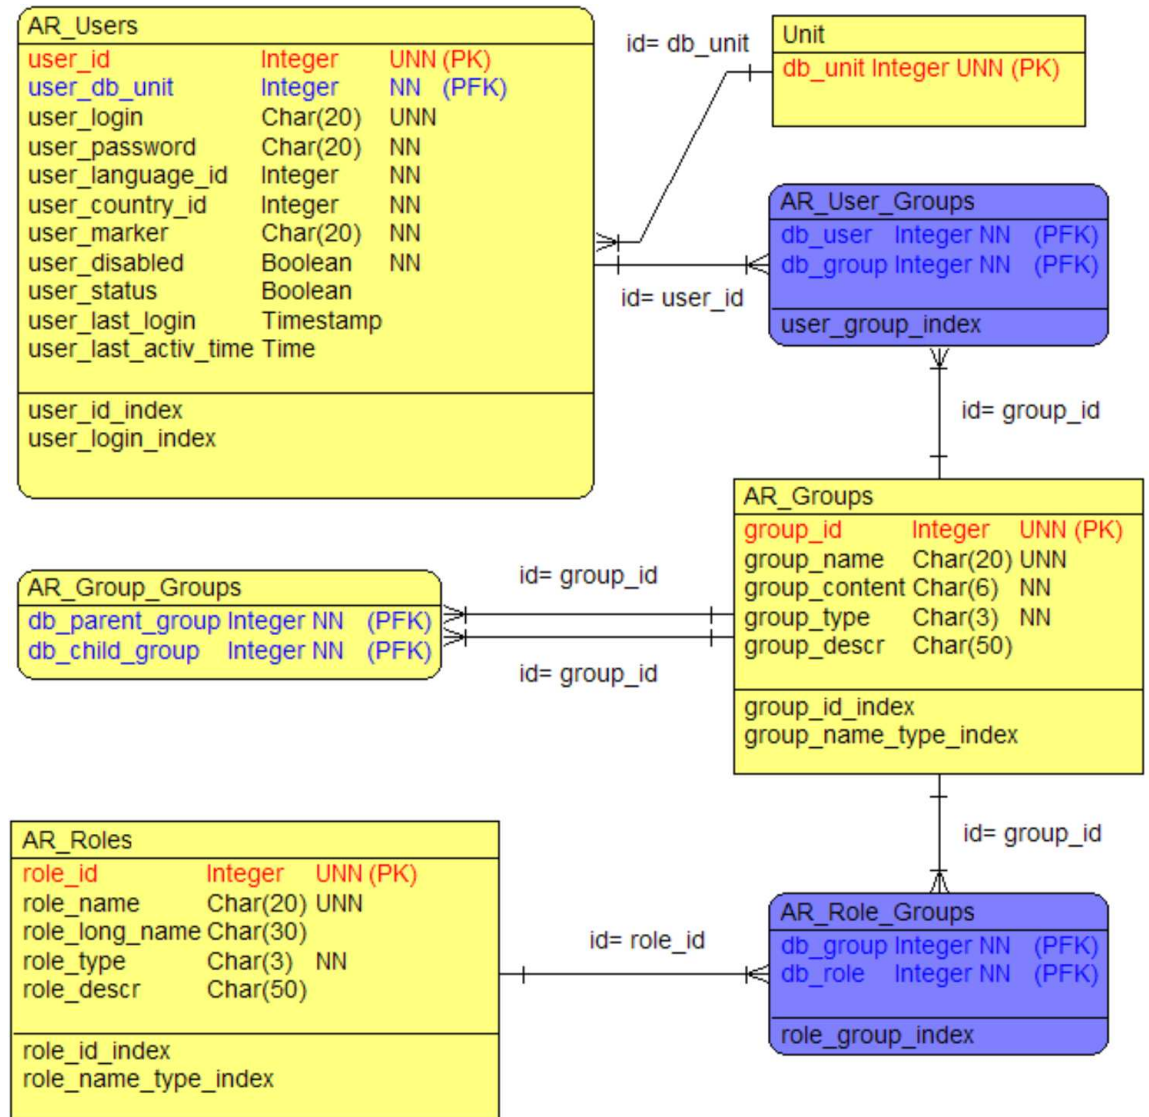 AR_Users
user_id Integer UNN (PK)
user_db_unit Integer NN (PFK)
user_login Char(20) UNN
user_password Char(20) NN
user_language_id Integer NN
user_country_id Integer NN
user_marker Char(20) NN
user_disabled Boolean NN
user_status Boolean
user_last_login Timestamp
user_last_activ_time Time
user_id_index
user_login_index
id= db_unit
Unit
db_unit Integer UNN (PK)
AR_User_Groups
db_user Integer NN (PFK)
db_group Integer NN (PFK)
user_group_index
id= user_id
id= group_id
AR_Groups
group_id Integer UNN (PK)
group_name Char(20) UNN
group_content Char(6) NN
group_type Char(3) NN
group_descr Char(50)
group_id_index
group_name_type_index
id= group_id
AR_Group_Groups
db_parent_group Integer NN (PFK)
db_child_group Integer NN (PFK)
id= group_id
id= group_id
AR_Roles
role_id Integer UNN (PK)
role_name Char(20) UNN
role_long_name Char(30)
role_type Char(3) NN
role_descr Char(50)
role_id_index
role_name_type_index
id= role_id
AR_Role_Groups
db_group Integer NN (PFK)
db_role Integer NN (PFK)
role_group_index